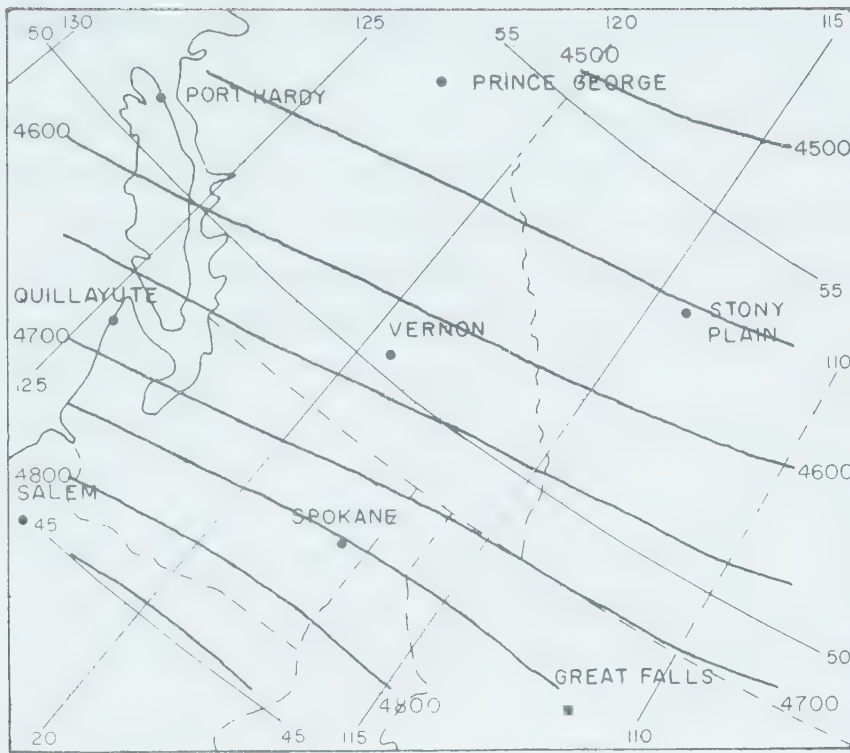 130
125
55
120
115
50
4500
PRINCE GEORGE
PORT HARDY
4600
4500
QUILLAYUTE
55
STONY
PLAIN
VERNON
4700
110
25
4800
4600
SALEM
SPOKANE
45
50
GREAT FALLS
4700
4800
20
45
115
110